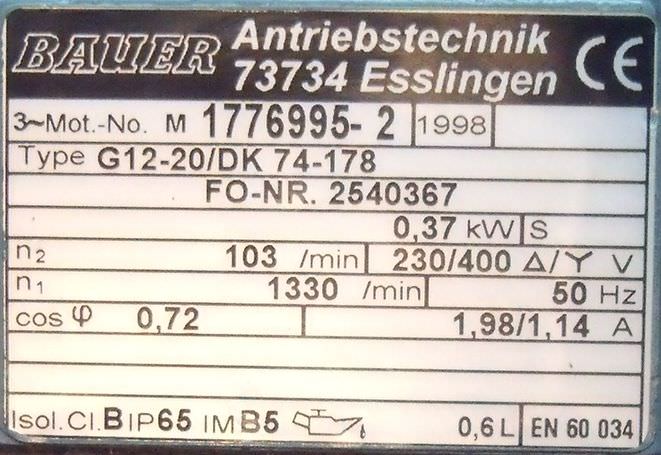 BAUER Antriebstechnik
73734 Esslingen CE
3~Mot.-No. M 1776995-2 1998
Type G12-20/DK 74-178
FO-NR. 2540367
0,37 kW S
n2 103 /min 230/400 Δ/Y V
n1 1330 /min 50 Hz
cos φ 0,72 1,98/1,14 A
Isol.Cl.B IP65 IM B5 0,6 L EN 60 034